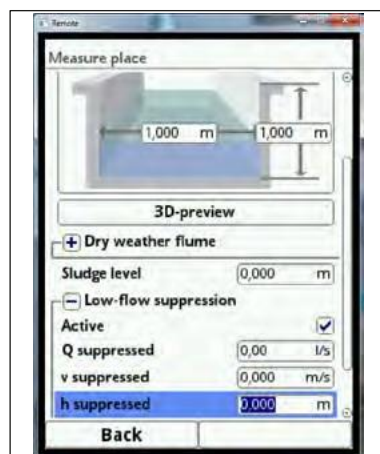 Remote
Measure place
1,000 m 1,000 m
3D-preview
Dry weather flume
Sludge level 0,000 m
Low-flow suppression
Active
Q suppressed 0,00 l/s
v suppressed 0,000 m/s
h suppressed 0,000 m
Back